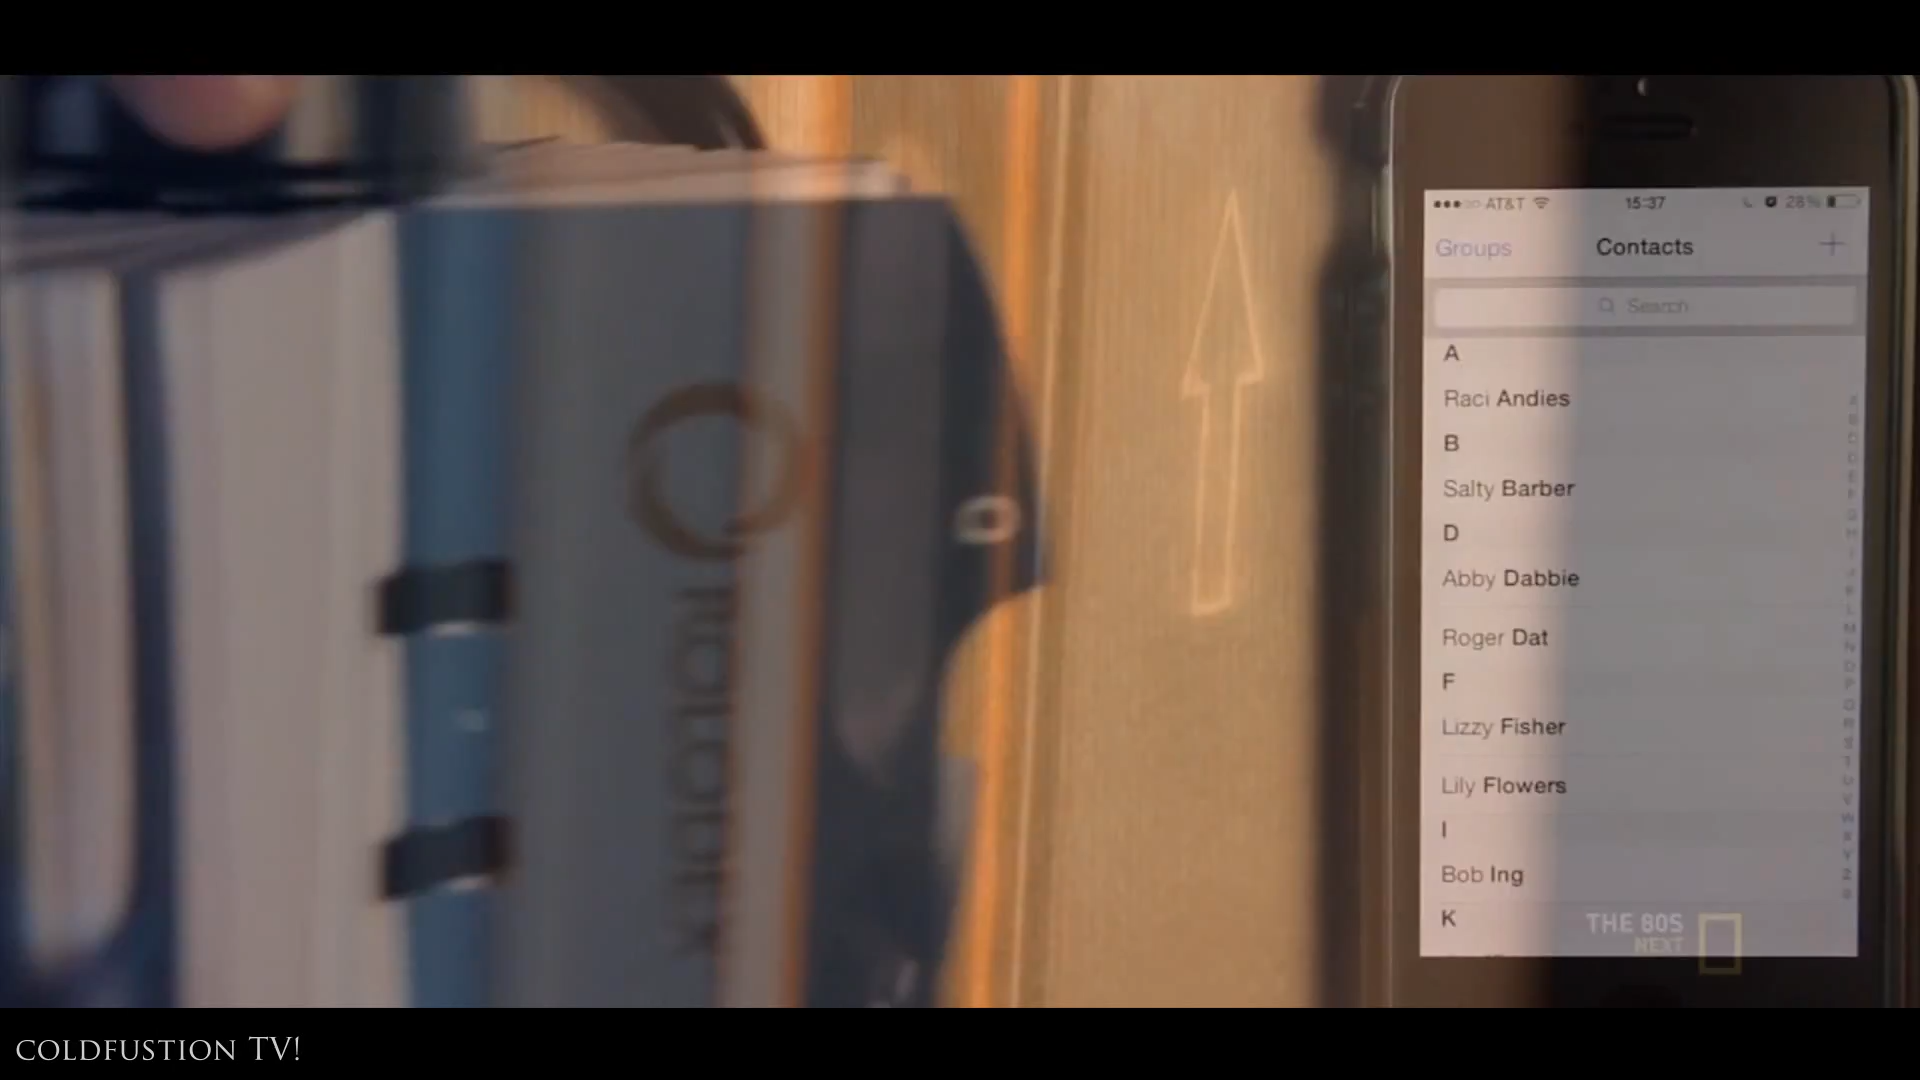 ROLODEX
AT&T 15:37 28%
Groups Contacts +
Search
A
Raci Andies
B
Salty Barber
D
Abby Dabbie
Roger Dat
F
Lizzy Fisher
Lily Flowers
I
Bob Ing
K
THE 80S
NEXT
COLDFUSTION TV!